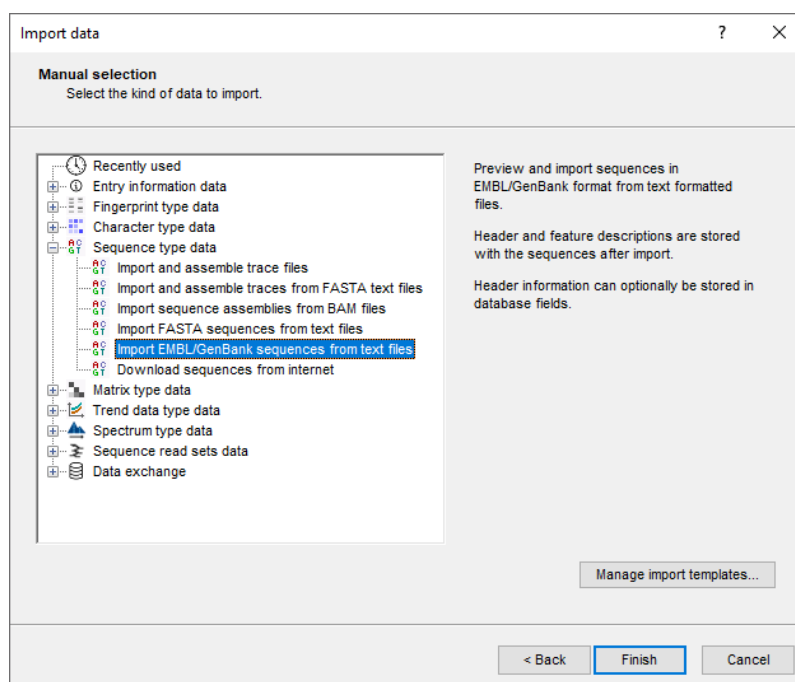 Import data
?
Manual selection
Select the kind of data to import.
Recently used
Entry information data
Fingerprint type data
Character type data
Sequence type data
Import and assemble trace files
Import and assemble traces from FASTA text files
Import sequence assemblies from BAM files
Import FASTA sequences from text files
Import EMBL/GenBank sequences from text files
Download sequences from internet
Matrix type data
Trend data type data
Spectrum type data
Sequence read sets data
Data exchange
Preview and import sequences in
EMBL/GenBank format from text formatted
files.
Header and feature descriptions are stored
with the sequences after import.
Header information can optionally be stored in
database fields.
Manage import templates...
< Back
Finish
Cancel